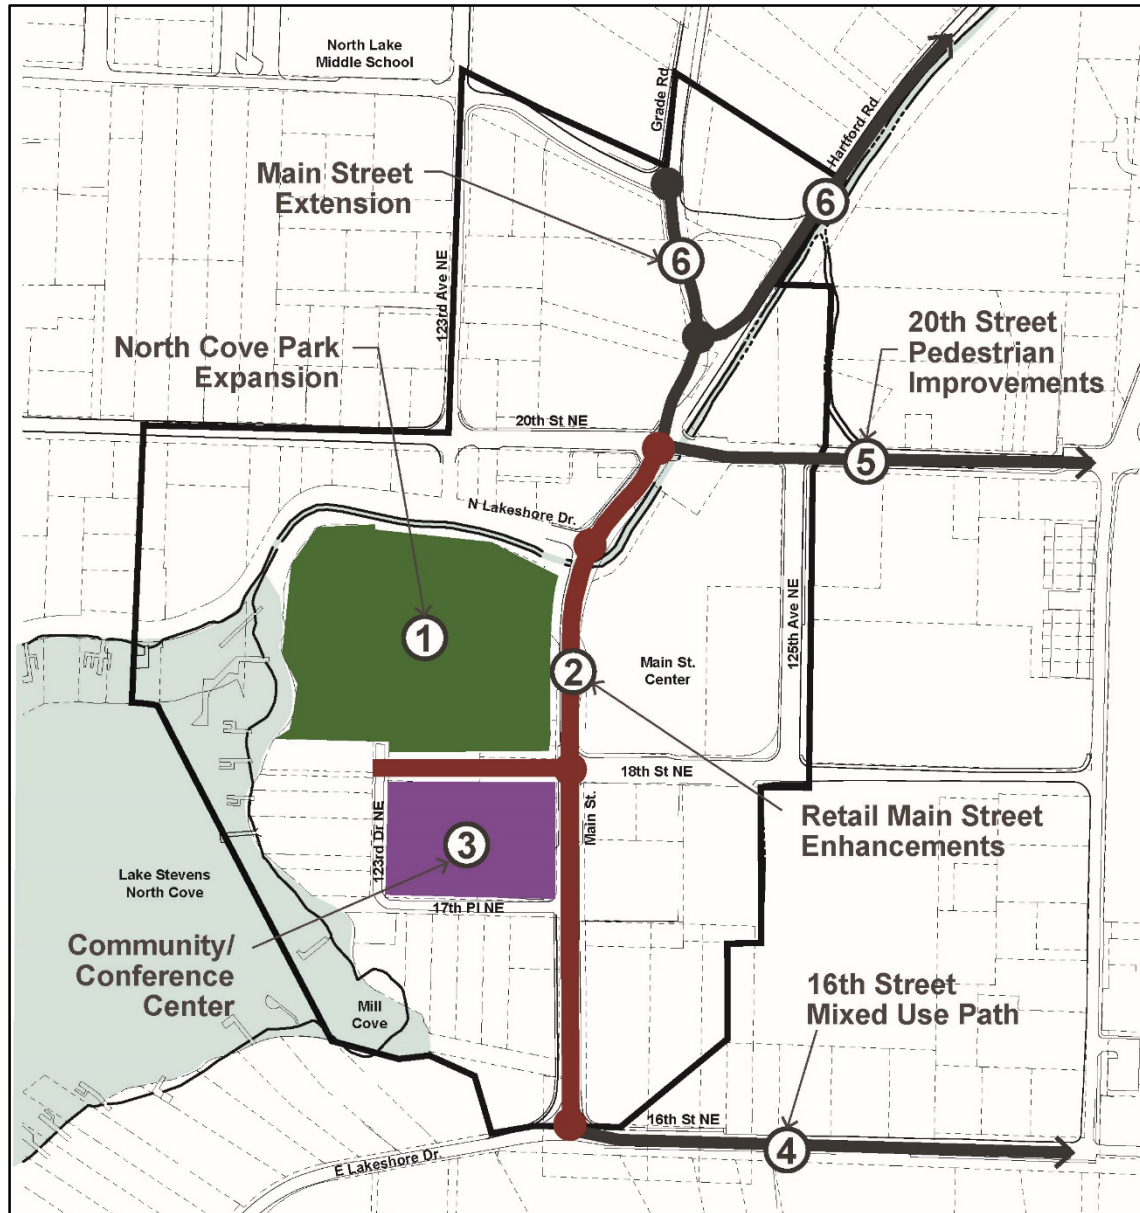 North Lake
Middle School
Grade Rd
Hartford Rd.
Main Street
Extension
6
6
123rd Ave NE
North Cove Park
Expansion
20th Street
Pedestrian
Improvements
20th St NE
5
N Lakeshore Dr.
1
2
Main St.
Center
125th Ave NE
18th St NE
Main St.
Retail Main Street
Enhancements
123rd Dr NE
3
Lake Stevens
North Cove
17th Pl NE
Community/
Conference
Center
Mill
Cove
16th Street
Mixed Use Path
16th St NE
4
E Lakeshore Dr.